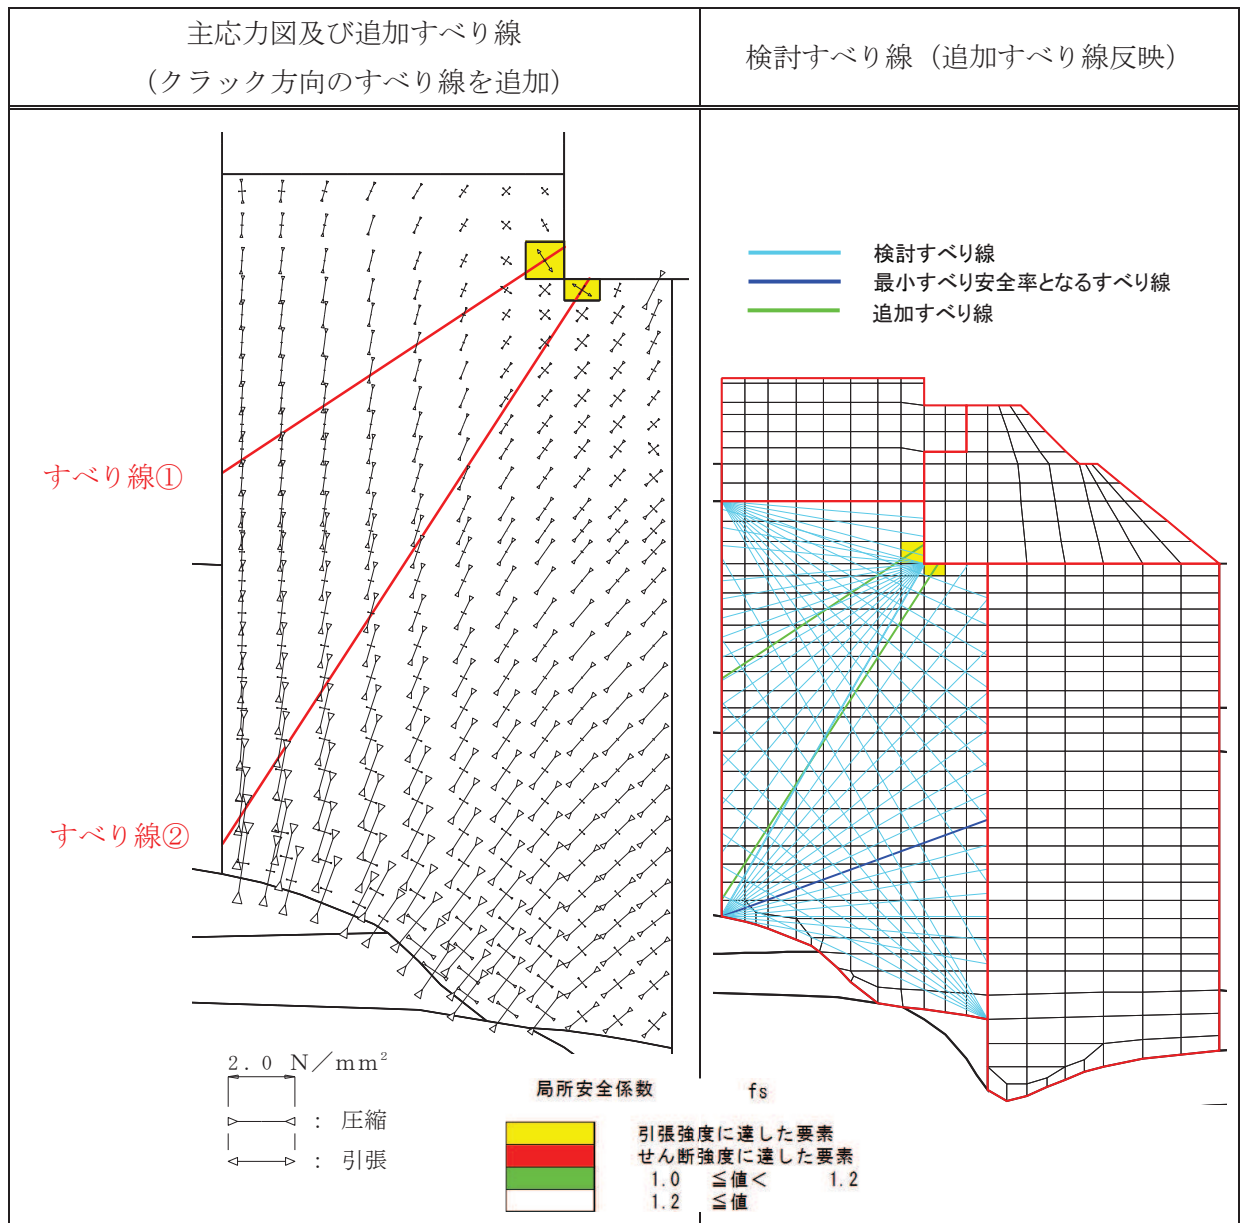 主応力図及び追加すべり線
(クラック方向のすべり線を追加)
検討すべり線(追加すべり線反映)
検討すべり線
最小すべり安全率となるすべり線
追加すべり線
すべり線①
すべり線②
2.0 N/mm²
: 圧縮
: 引張
局所安全係数 fs
引張強度に達した要素
せん断強度に達した要素
1.0 ≦値< 1.2
1.2 ≦値